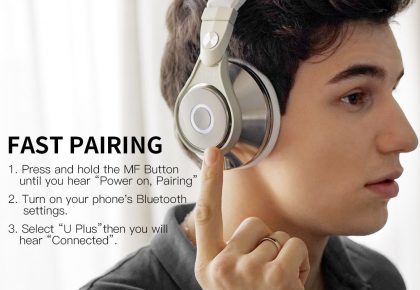 FAST PAIRING
1. Press and hold the MF Button
until you hear “Power on, Pairing”
2. Turn on your phone's Bluetooth
settings.
3. Select “U Plus”then you will
hear “Connected”.